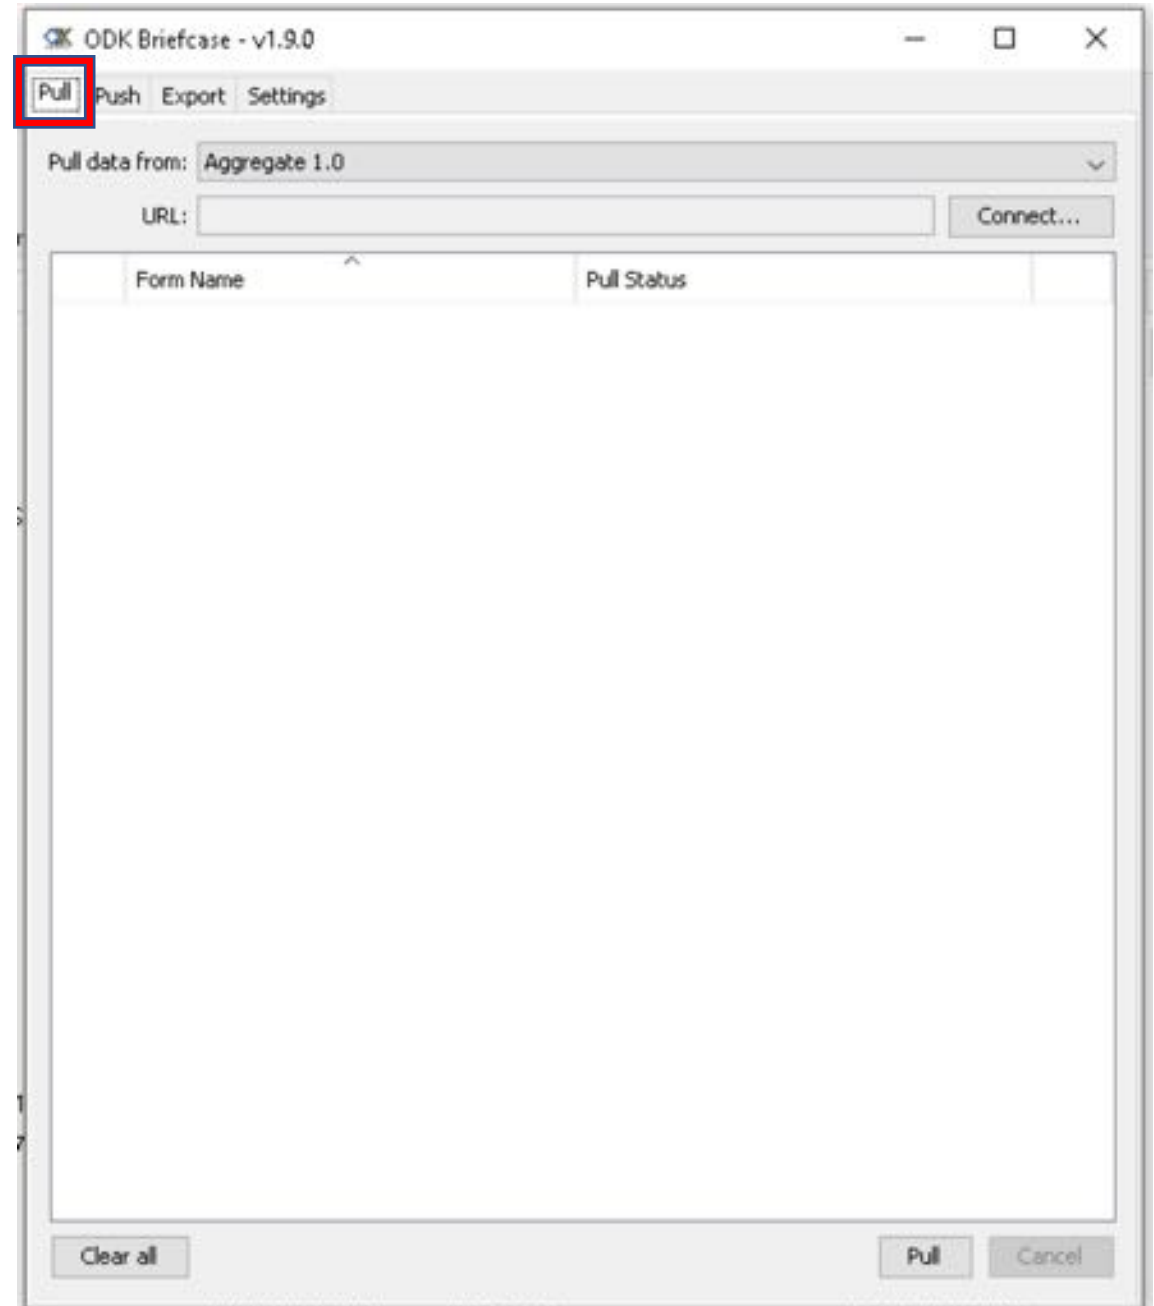 ODK Briefcase - v1.9.0
Pull Push Export Settings
Pull data from: Aggregate 1.0
URL: Connect...
Form Name Pull Status
Clear all Pull Cancel